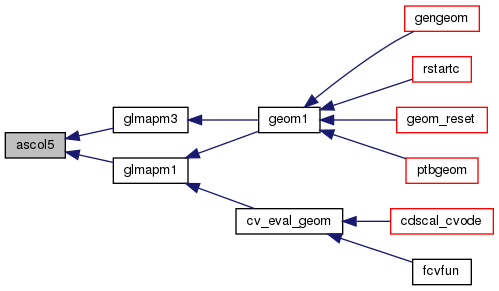 ascol5
glmapm3
glmapm1
geom1
cv_eval_geom
gengeom
rstartc
geom_reset
ptbgeom
cdscal_cvode
fcvfun